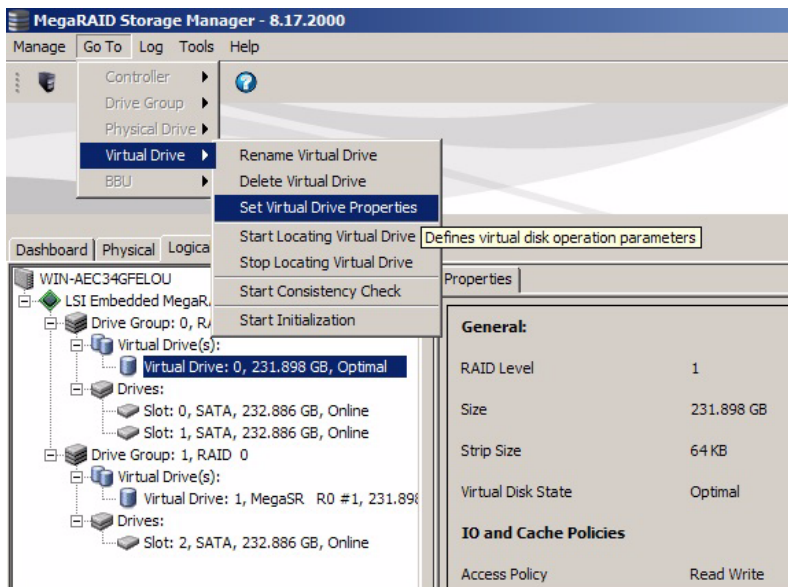 MegaRAID Storage Manager - 8.17.2000
Manage Go To Log Tools Help
Controller
Drive Group
Physical Drive
Virtual Drive
BBU
Rename Virtual Drive
Delete Virtual Drive
Set Virtual Drive Properties
Start Locating Virtual Drive
Defines virtual disk operation parameters
Stop Locating Virtual Drive
Start Consistency Check
Start Initialization
Dashboard Physical Logica
WIN-AEC34GFELOU
LSI Embedded MegaR
Drive Group: 0, RA
Virtual Drive(s):
Virtual Drive: 0, 231.898 GB, Optimal
Drives:
Slot: 0, SATA, 232.886 GB, Online
Slot: 1, SATA, 232.886 GB, Online
Drive Group: 1, RAID 0
Virtual Drive(s):
Virtual Drive: 1, MegaSR R0 #1, 231.898
Drives:
Slot: 2, SATA, 232.886 GB, Online
Properties
General:
RAID Level 1
Size 231.898 GB
Strip Size 64 KB
Virtual Disk State Optimal
IO and Cache Policies
Access Policy Read Write